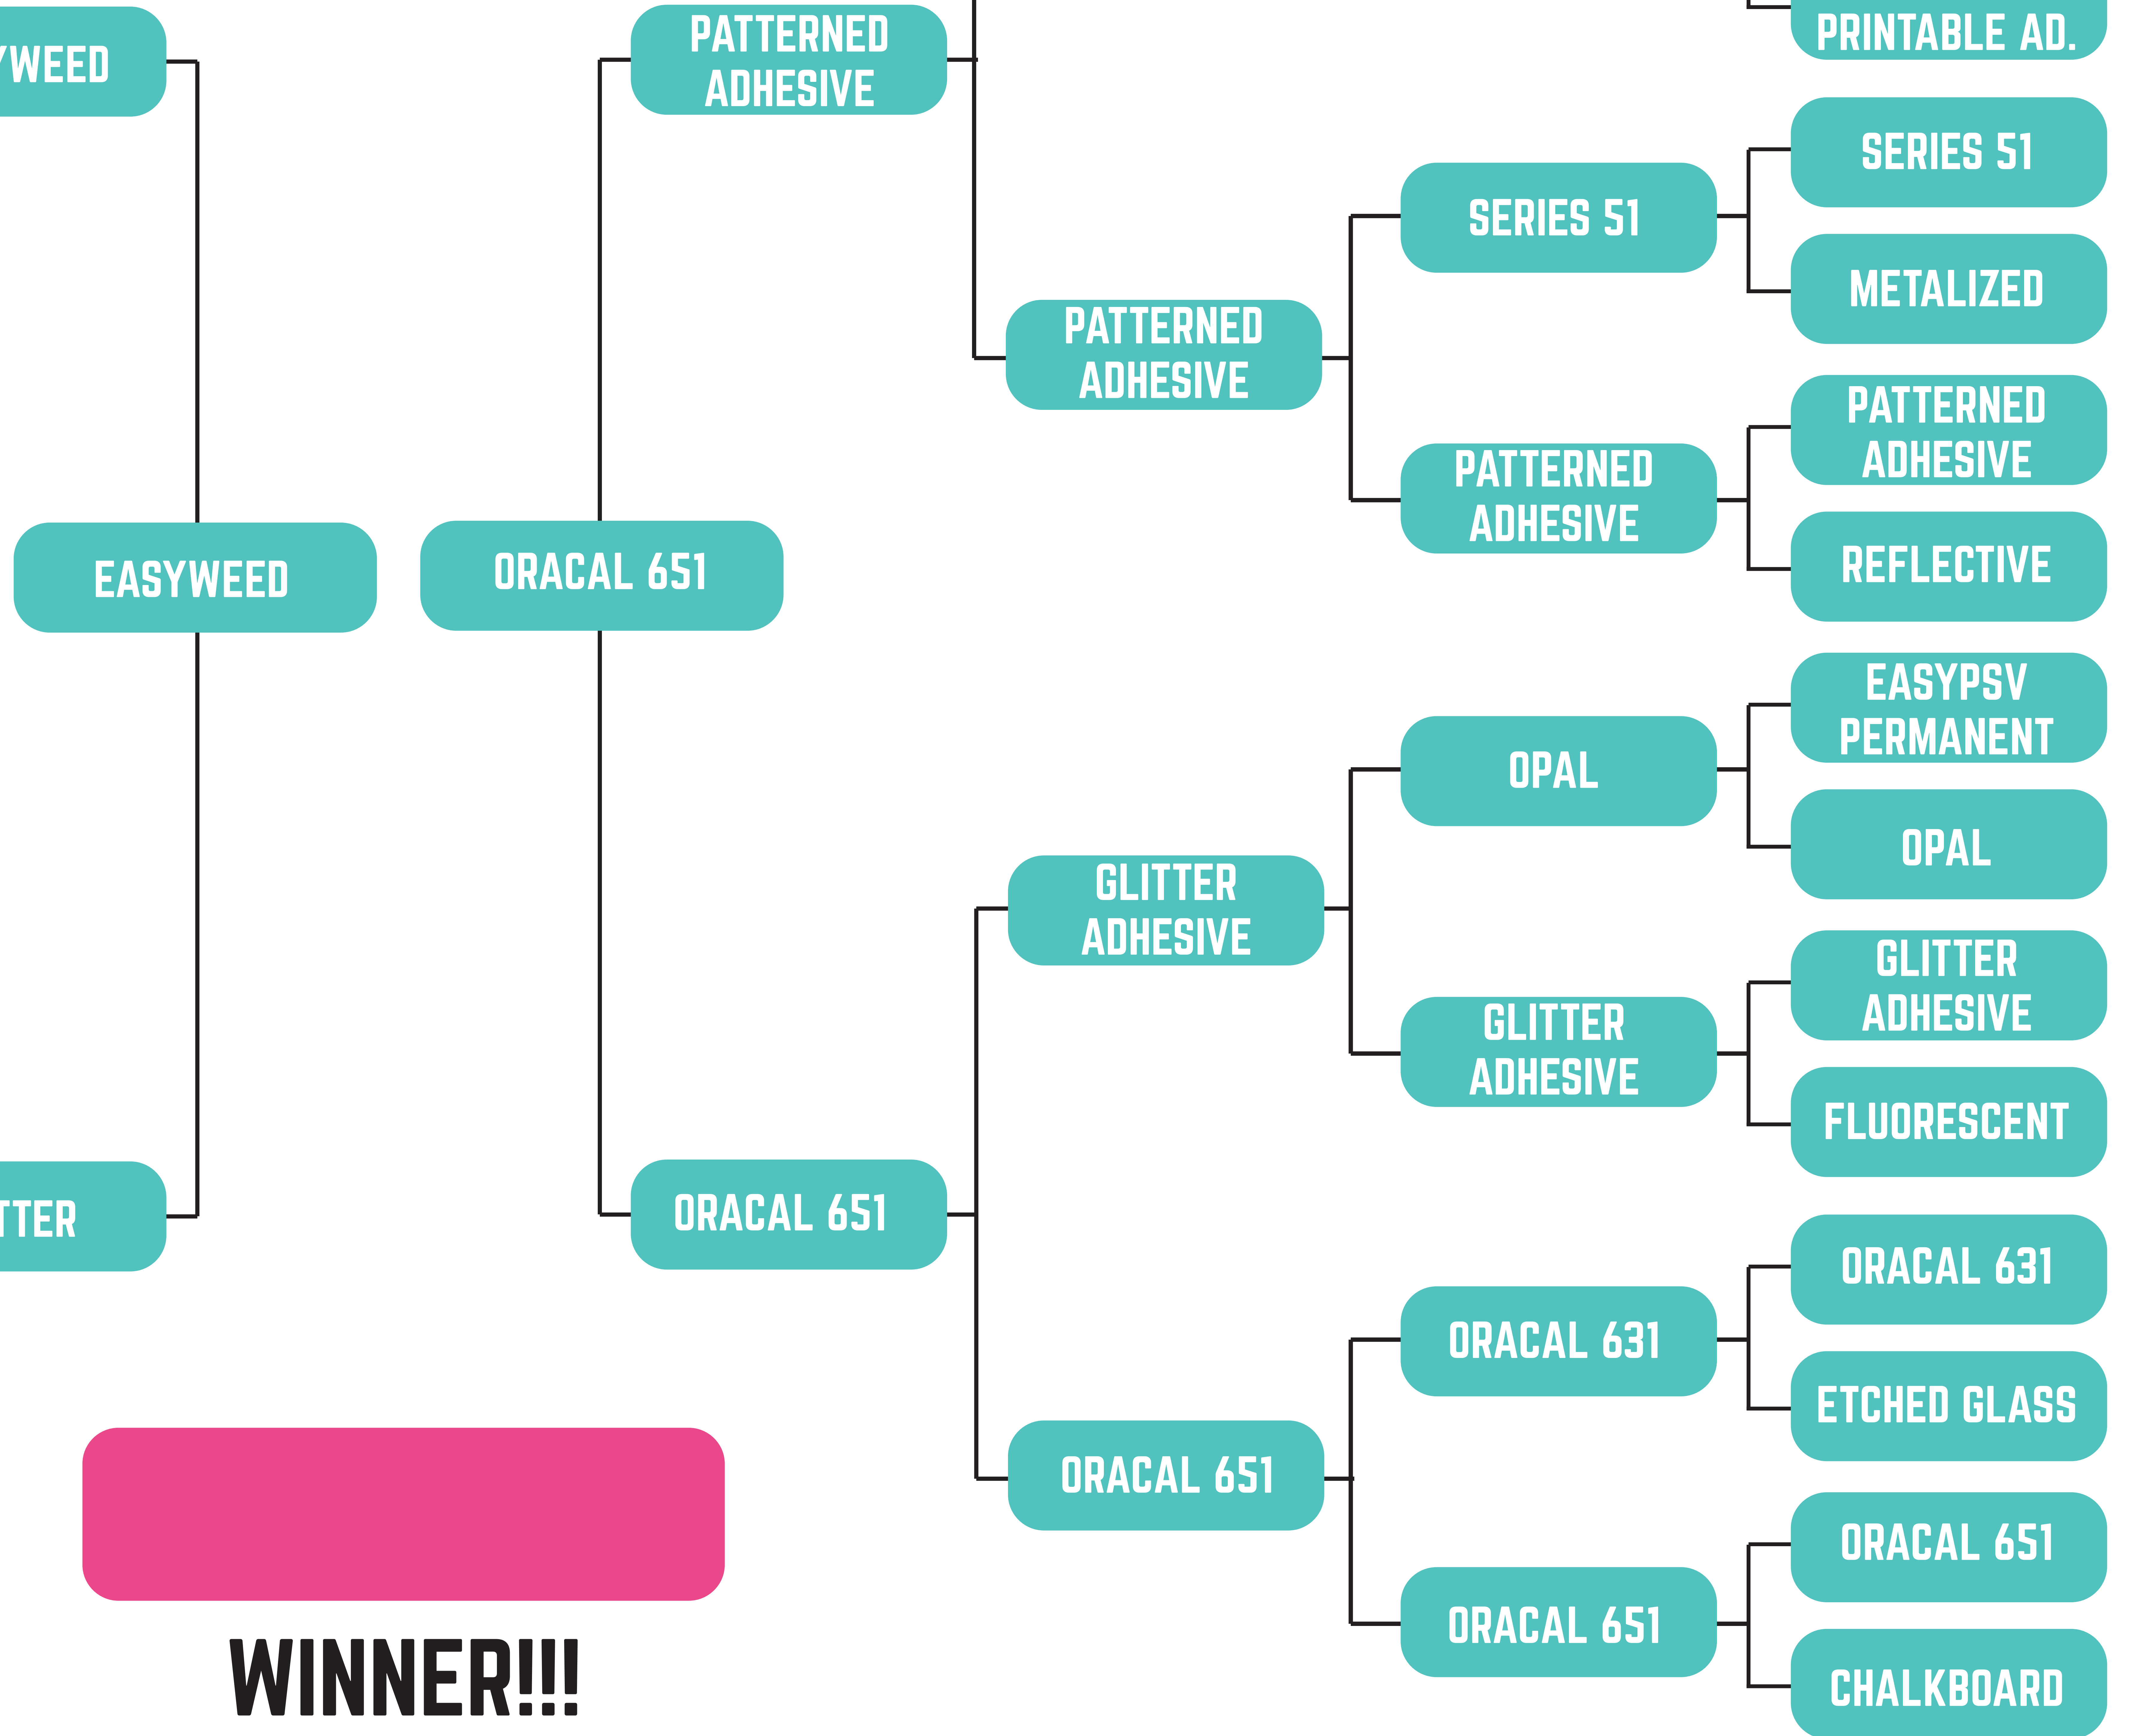 YWEED
EASYWEED
TTER
ORACAL 651
PATTERNED
ADHESIVE
ORACAL 651
PATTERNED
ADHESIVE
GLITTER
ADHESIVE
ORACAL 651
SERIES 51
PATTERNED
ADHESIVE
OPAL
GLITTER
ADHESIVE
ORACAL 631
ORACAL 651
PRINTABLE AD.
SERIES 51
METALIZED
PATTERNED
ADHESIVE
REFLECTIVE
EASYPSV
PERMANENT
OPAL
GLITTER
ADHESIVE
FLUORESCENT
ORACAL 631
ETCHED GLASS
ORACAL 651
CHALKBOARD
WINNER!!!